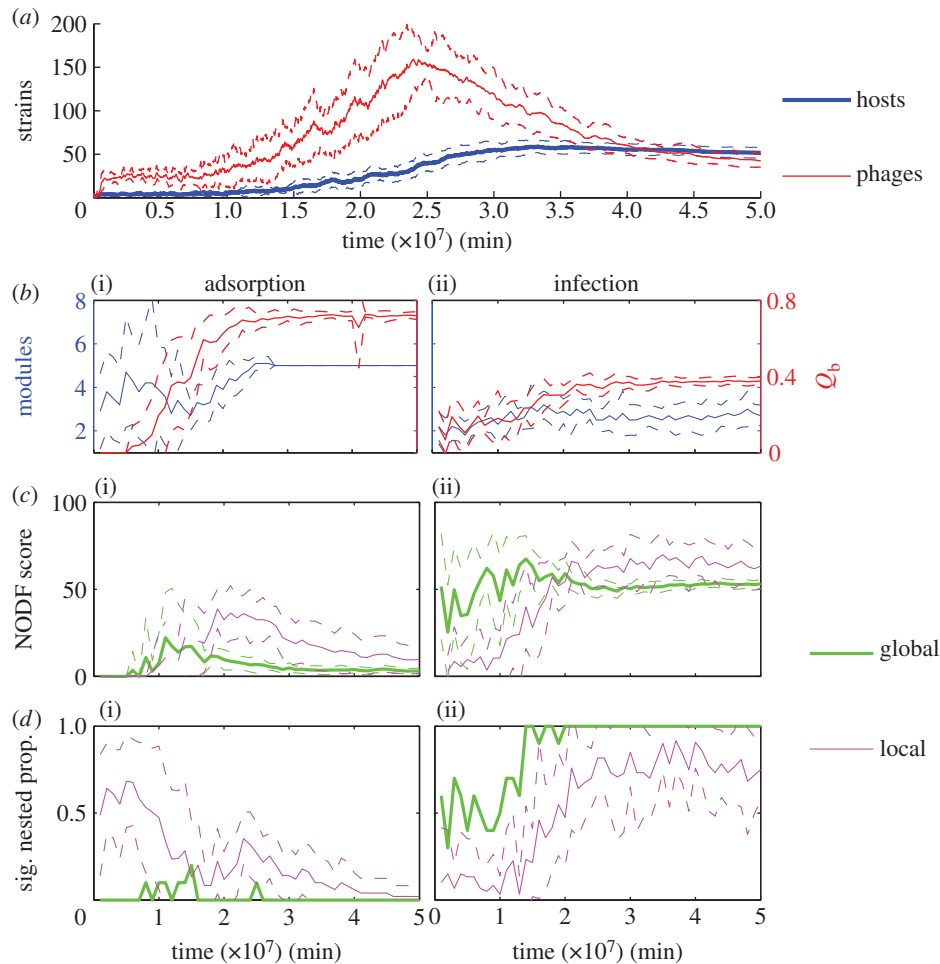 (a)
200
150
100
50
0
strains
0.5 1.0 1.5 2.0 2.5 3.0 3.5 4.0 4.5 5.0
time (×10⁷) (min)
hosts
phages
(b)
(i) adsorption
(ii) infection
8
6
4
2
modules
0.8
0.4
0
Q_b
(c)
(i)
(ii)
100
50
0
NODF score
global
(d)
(i)
(ii)
1.0
0.5
0
sig. nested prop.
local
1 2 3 4 5
0 1 2 3 4 5
time (×10⁷) (min)
time (×10⁷) (min)